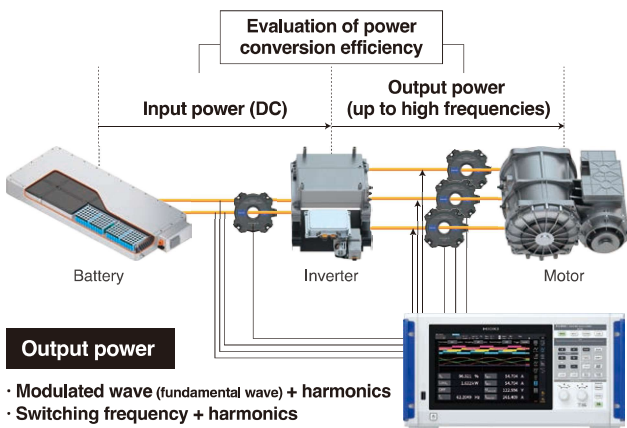 Evaluation of power
conversion efficiency
Input power (DC)
Output power
(up to high frequencies)
Battery
Inverter
Motor
HIOKI
Output power
· Modulated wave (fundamental wave) + harmonics
· Switching frequency + harmonics